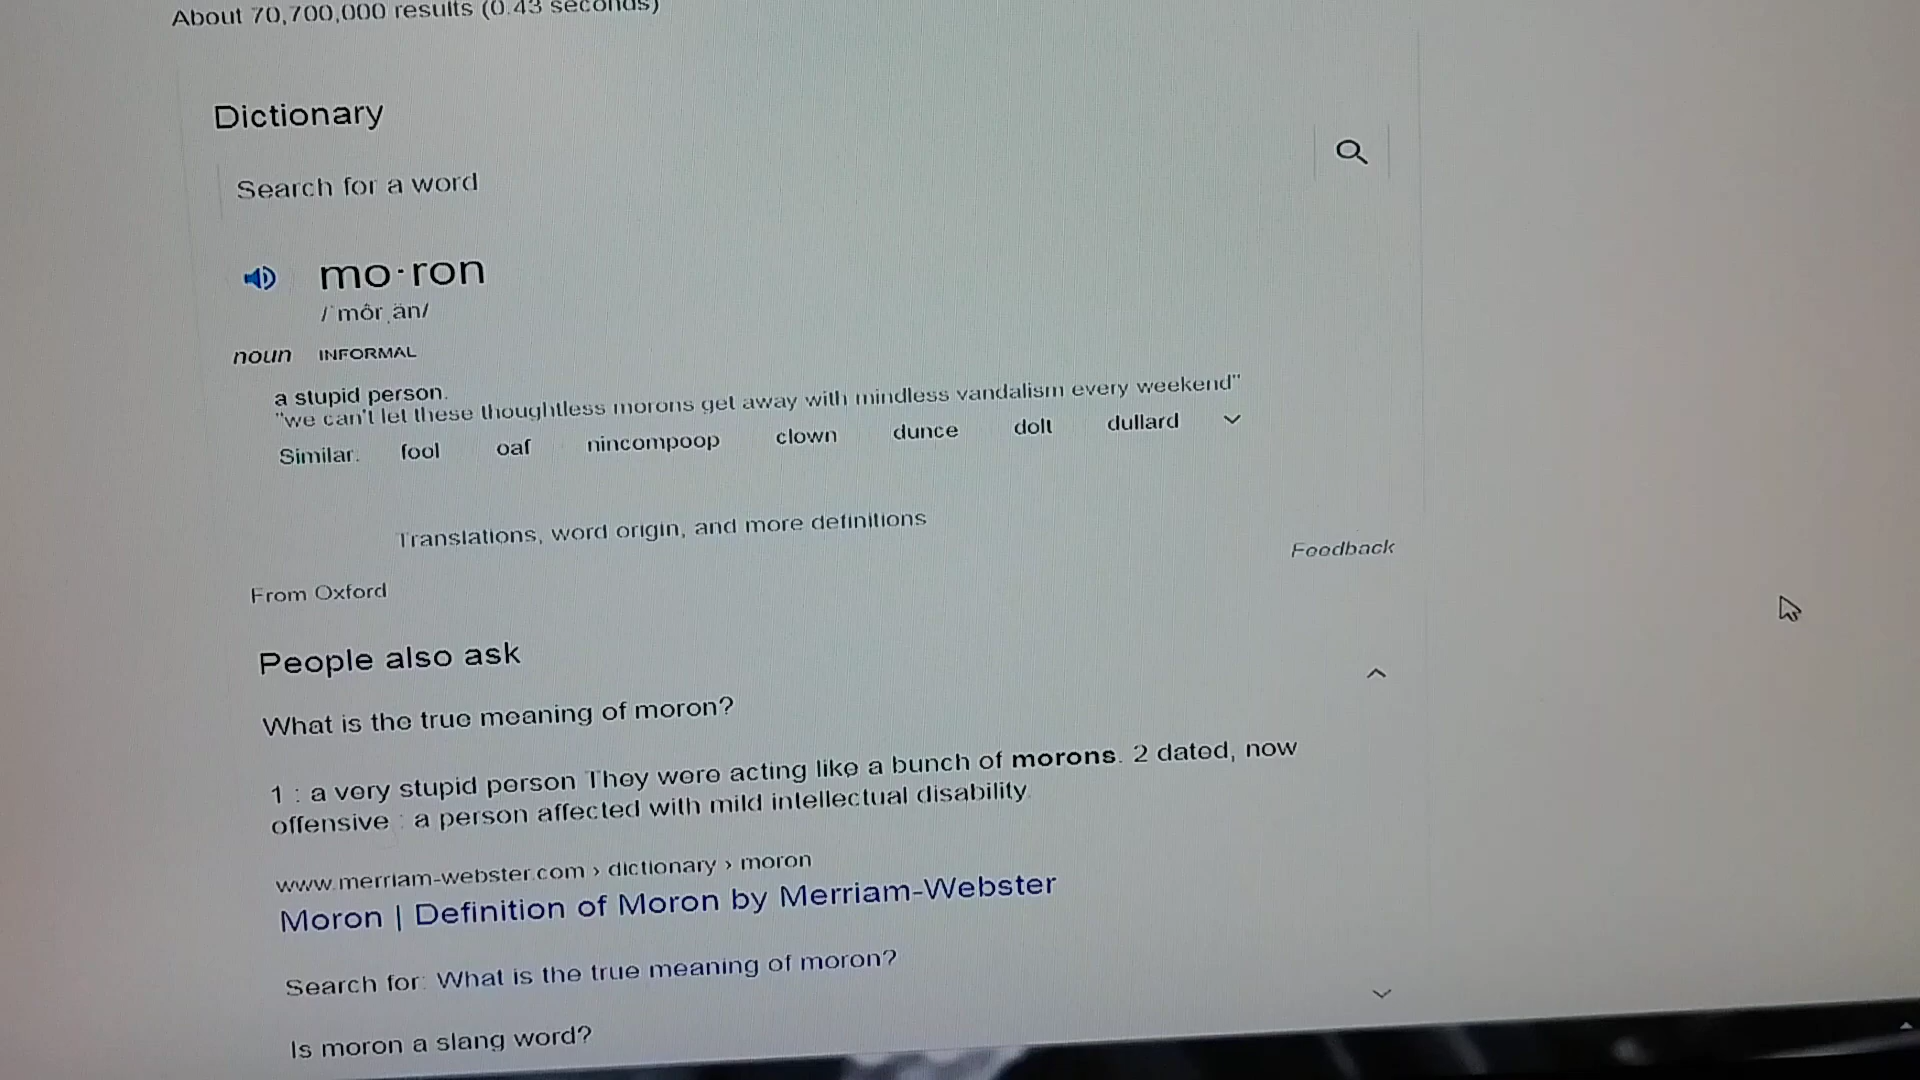 About 70,700,000 results (0.43 seconds)
Dictionary
Search for a word
mo·ron
/ˈmôrˌän/
noun INFORMAL
a stupid person.
"we can't let these thoughtless morons get away with mindless vandalism every weekend"
Similar: fool oaf nincompoop clown dunce dolt dullard
Translations, word origin, and more definitions
From Oxford
Feedback
People also ask
What is the true meaning of moron?
1 : a very stupid person They were acting like a bunch of morons. 2 dated, now
offensive : a person affected with mild intellectual disability.
www.merriam-webster.com › dictionary › moron
Moron | Definition of Moron by Merriam-Webster
Search for: What is the true meaning of moron?
Is moron a slang word?